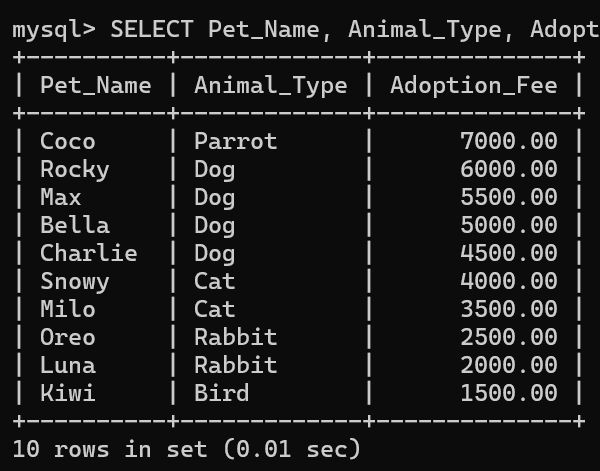 mysql> SELECT Pet_Name, Animal_Type, Adopt
+----------+--------------+--------------+
| Pet_Name | Animal_Type | Adoption_Fee |
+----------+--------------+--------------+
| Coco | Parrot | 7000.00 |
| Rocky | Dog | 6000.00 |
| Max | Dog | 5500.00 |
| Bella | Dog | 5000.00 |
| Charlie | Dog | 4500.00 |
| Snowy | Cat | 4000.00 |
| Milo | Cat | 3500.00 |
| Oreo | Rabbit | 2500.00 |
| Luna | Rabbit | 2000.00 |
| Kiwi | Bird | 1500.00 |
+----------+--------------+--------------+
10 rows in set (0.01 sec)